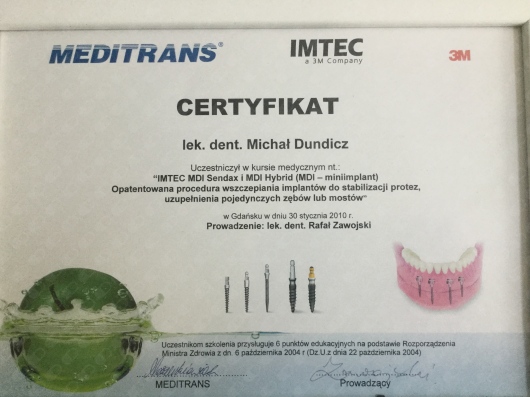 MEDITRANS®
IMTEC
a 3M Company
3M
CERTYFIKAT
lek. dent. Michał Dundicz
Uczestniczył w kursie medycznym nt.:
"IMTEC MDI Sendax i MDI Hybrid (MDI – miniimplant)
Opatentowana procedura wszczepiania implantów do stabilizacji protez,
uzupełnienia pojedynczych zębów lub mostów"
w Gdańsku w dniu 30 stycznia 2010 r.
Prowadzenie: lek. dent. Rafał Zawojski
Uczestnikom szkolenia przysługuje 6 punktów edukacyjnych na podstawie Rozporządzenia
Ministra Zdrowia z dn. 6 października 2004 r (Dz.U.z dnia 22 października 2004)
MEDITRANS
Prowadzący